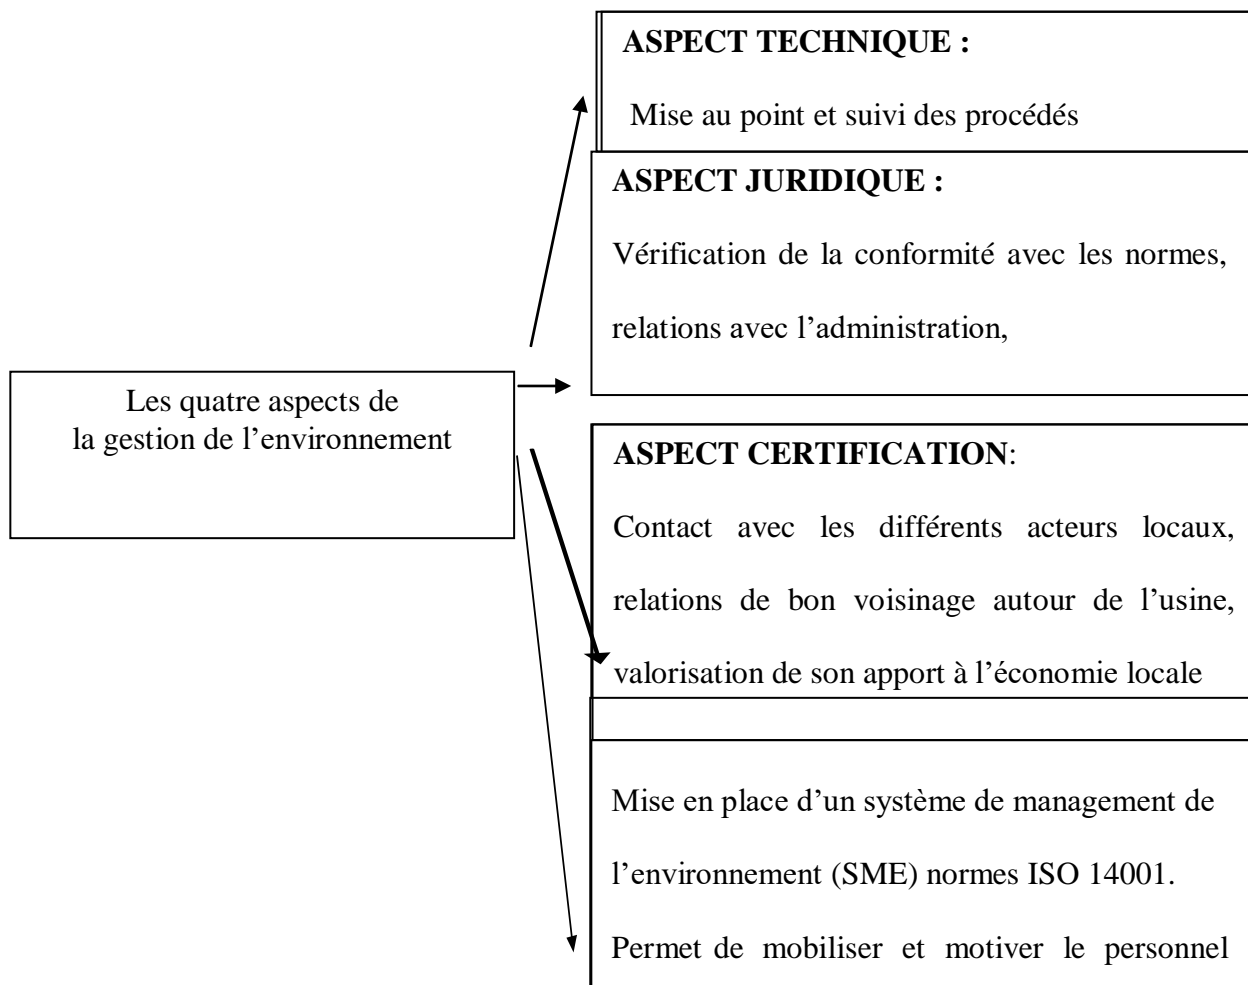 ASPECT TECHNIQUE :
Mise au point et suivi des procédés
ASPECT JURIDIQUE :
Vérification de la conformité avec les normes,
relations avec l’administration,
Les quatre aspects de
la gestion de l’environnement
ASPECT CERTIFICATION:
Contact avec les différents acteurs locaux,
relations de bon voisinage autour de l’usine,
valorisation de son apport à l’économie locale
Mise en place d’un système de management de
l’environnement (SME) normes ISO 14001.
Permet de mobiliser et motiver le personnel